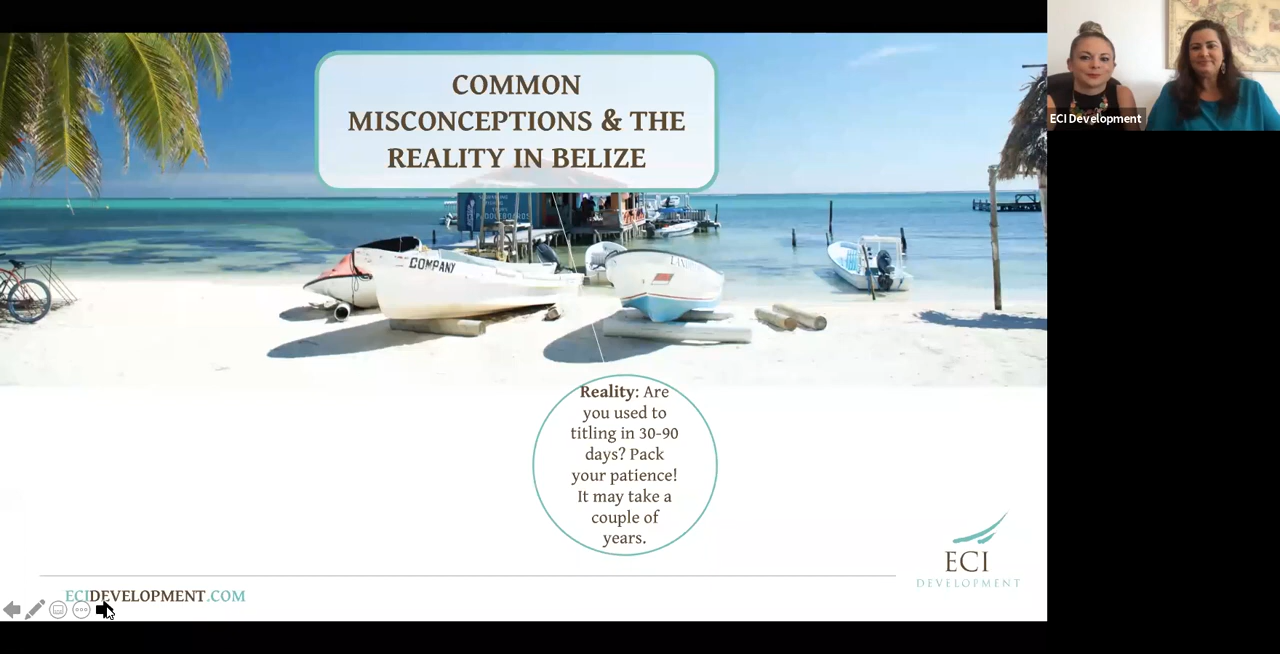 COMMON
MISCONCEPTIONS & THE
REALITY IN BELIZE
ECI Development
PADDLEBOARDS
COMPANY
Reality: Are
you used to
titling in 30-90
days? Pack
your patience!
It may take a
couple of
years.
ECI
DEVELOPMENT
ECIDEVELOPMENT.COM